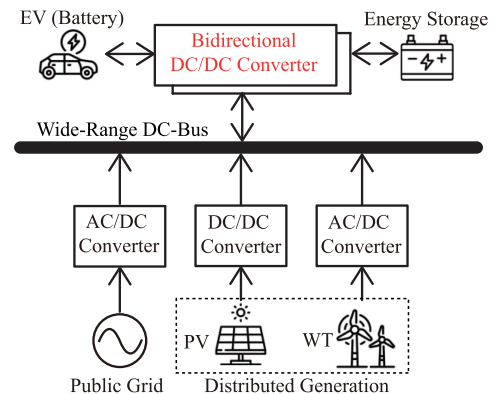 EV (Battery)
Energy Storage
Bidirectional
DC/DC Converter
Wide-Range DC-Bus
AC/DC
Converter
DC/DC
Converter
AC/DC
Converter
PV
WT
Public Grid
Distributed Generation